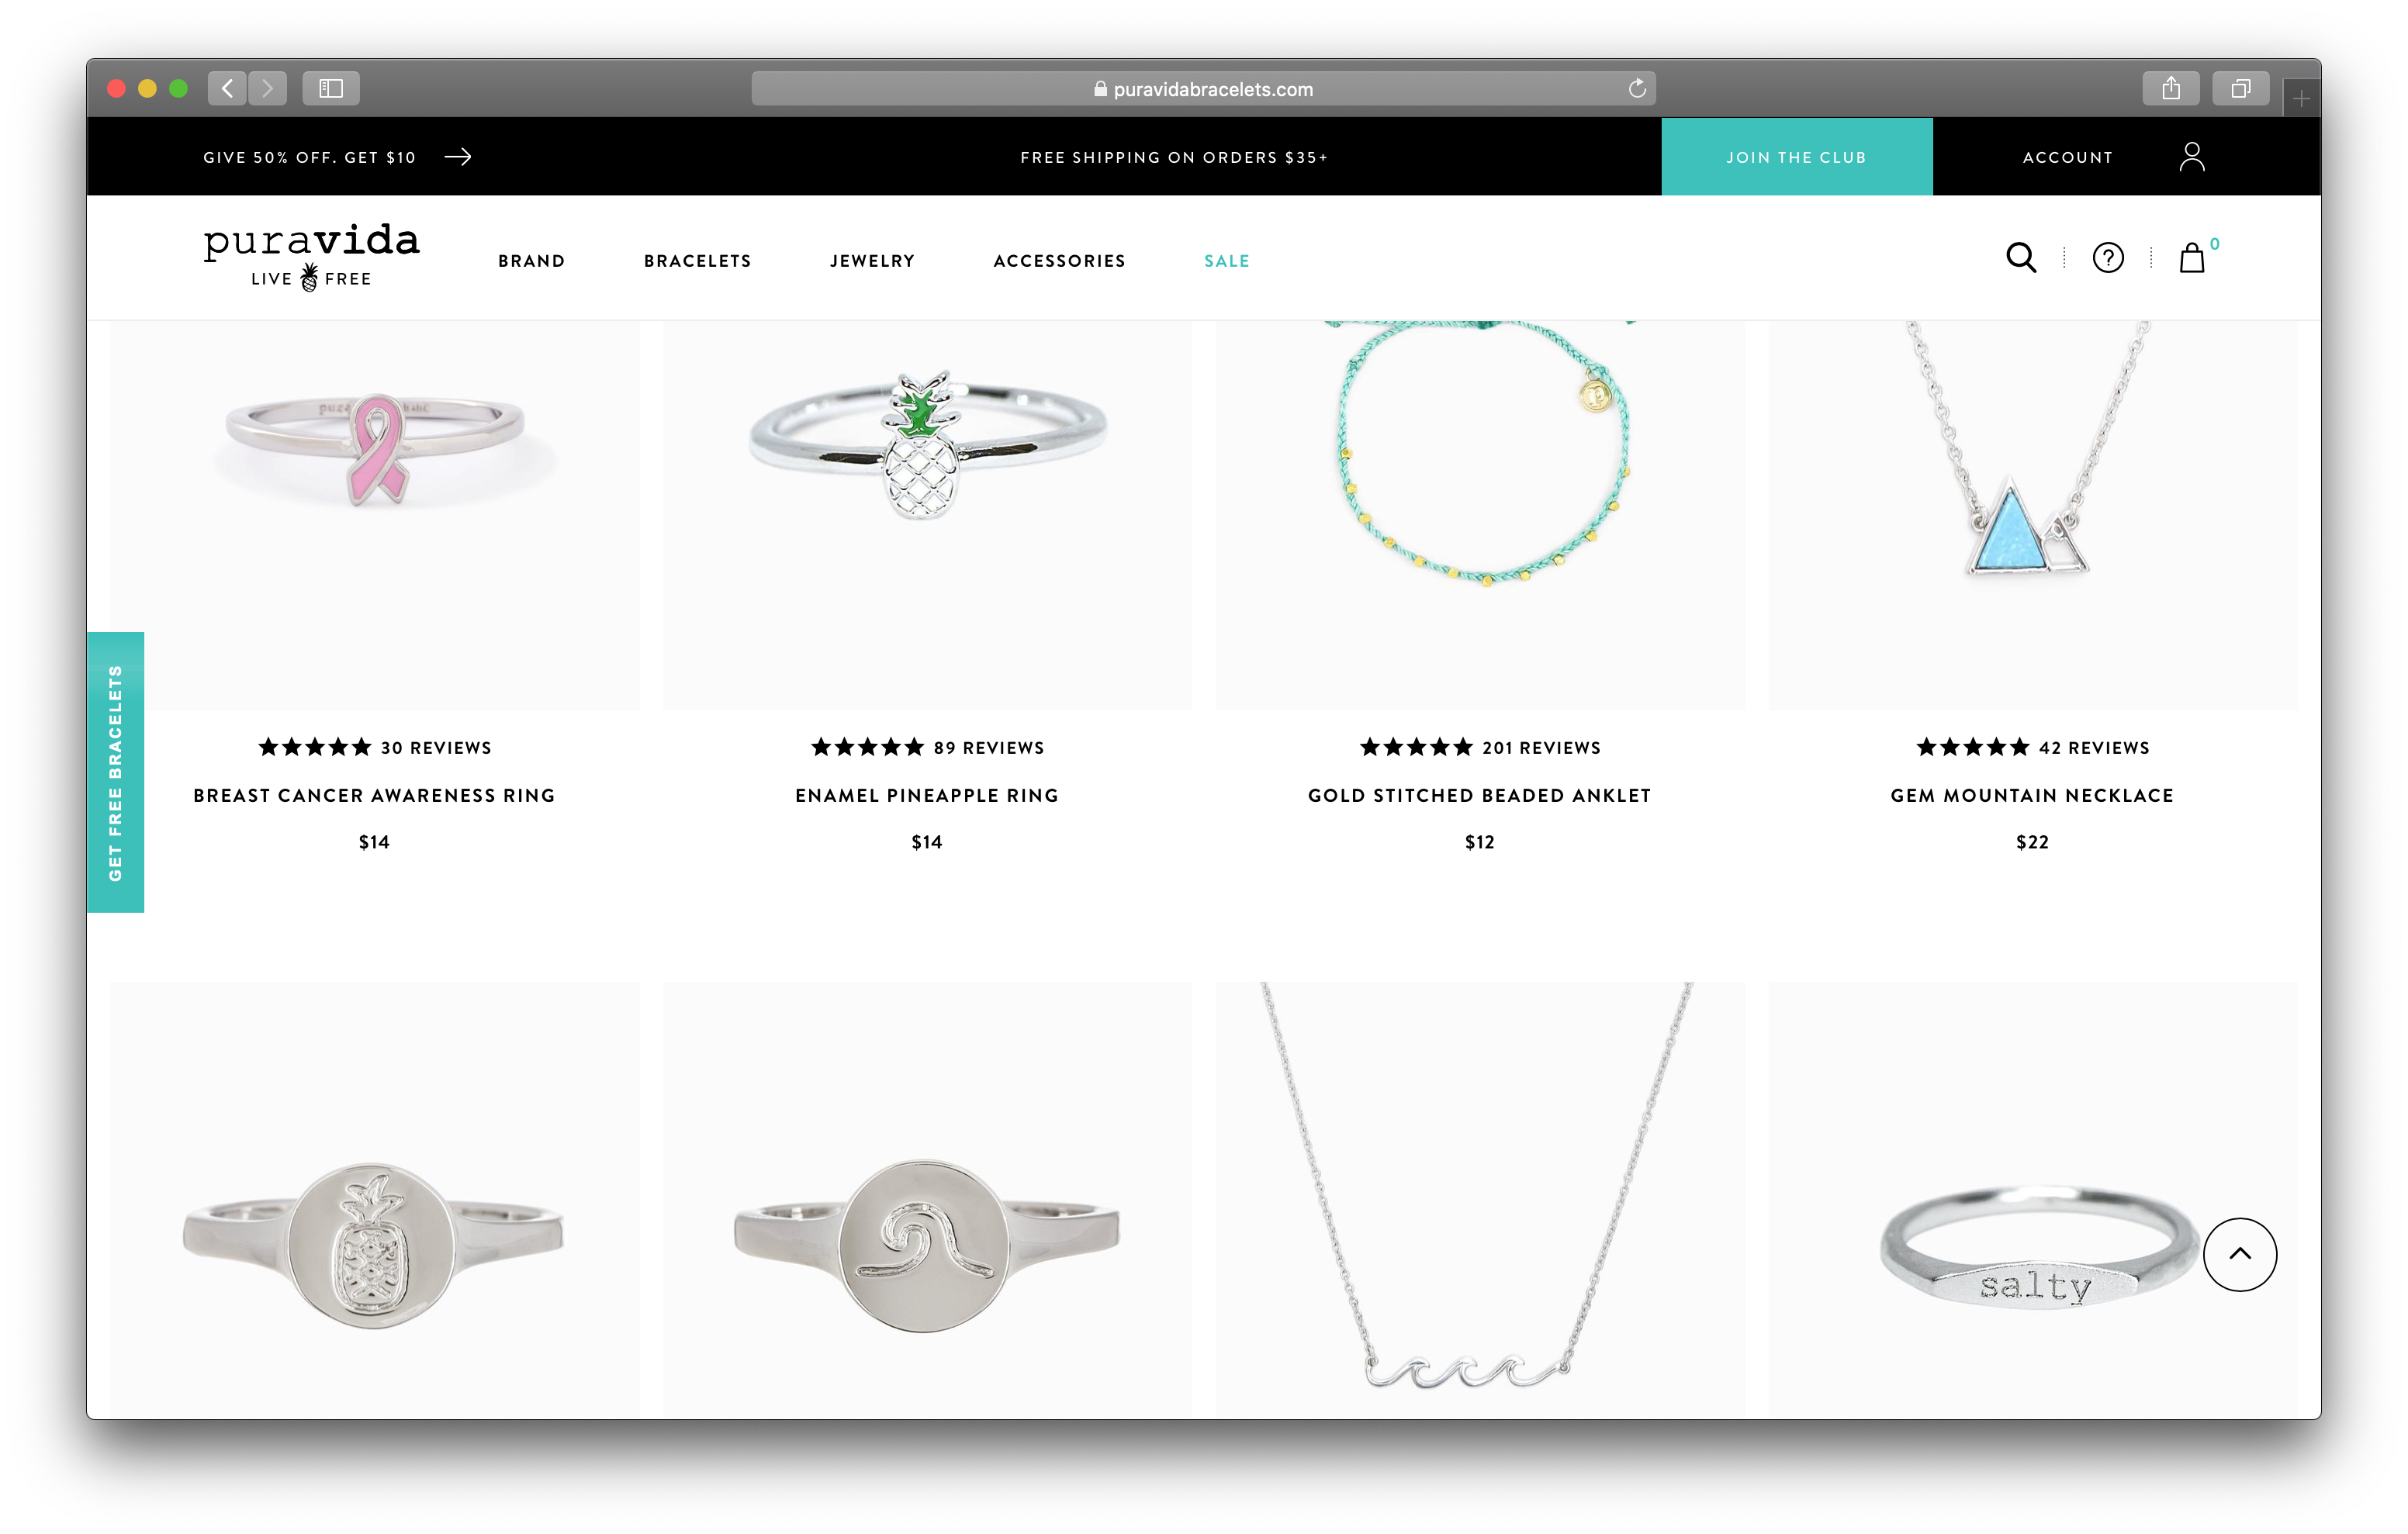 puravidabracelets.com
GIVE 50% OFF. GET $10
FREE SHIPPING ON ORDERS $35+
JOIN THE CLUB
ACCOUNT
puravida
LIVE FREE
BRAND
BRACELETS
JEWELRY
ACCESSORIES
SALE
?
0
P
GET FREE BRACELETS
30 REVIEWS
BREAST CANCER AWARENESS RING
$14
89 REVIEWS
ENAMEL PINEAPPLE RING
$14
201 REVIEWS
GOLD STITCHED BEADED ANKLET
$12
42 REVIEWS
GEM MOUNTAIN NECKLACE
$22
salty